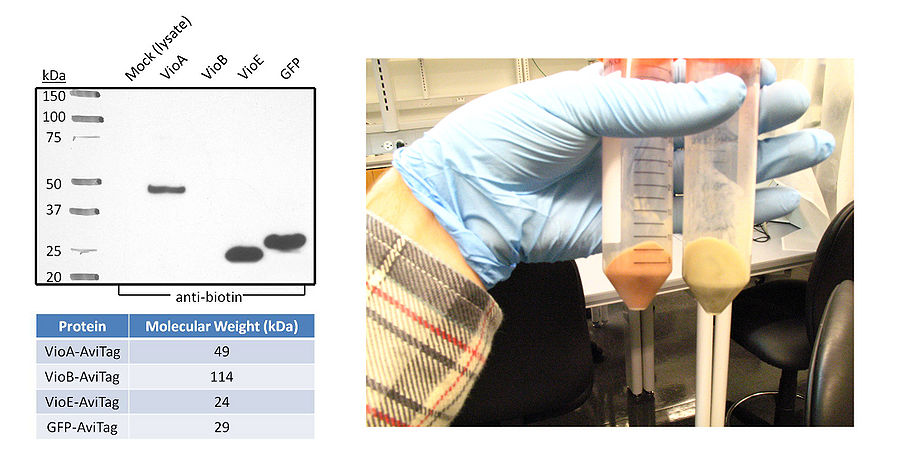 kDa
Mock (lysate)
VioA
VioB
VioE
GFP
150
100
75
50
37
25
20
anti-biotin
Protein Molecular Weight (kDa)
VioA-AviTag 49
VioB-AviTag 114
VioE-AviTag 24
GFP-AviTag 29